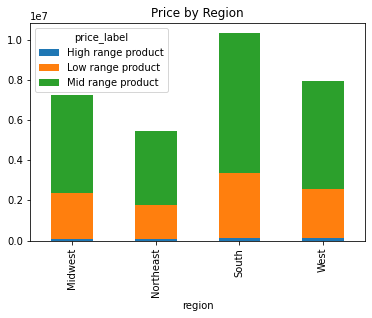 Price by Region
1e7
price_label
High range product
Low range product
Mid range product
1.0
0.8
0.6
0.4
0.2
0.0
Midwest
Northeast
South
West
region